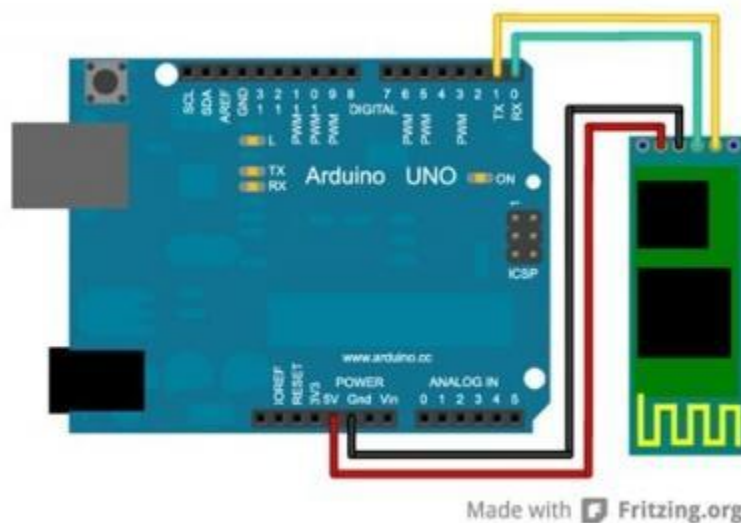 SCL
SDA
AREF
GND
13
12
PWM 11
PWM 10
PWM 9
8
DIGITAL
7
PWM 6
PWM 5
4
PWM 3
2
TX 1
RX 0
L
TX
RX
Arduino UNO
ON
1
ICSP
www.arduino.cc
IOREF
RESET
3V3
POWER
5V Gnd Vin
ANALOG IN
0 1 2 3 4 5
Made with Fritzing.org